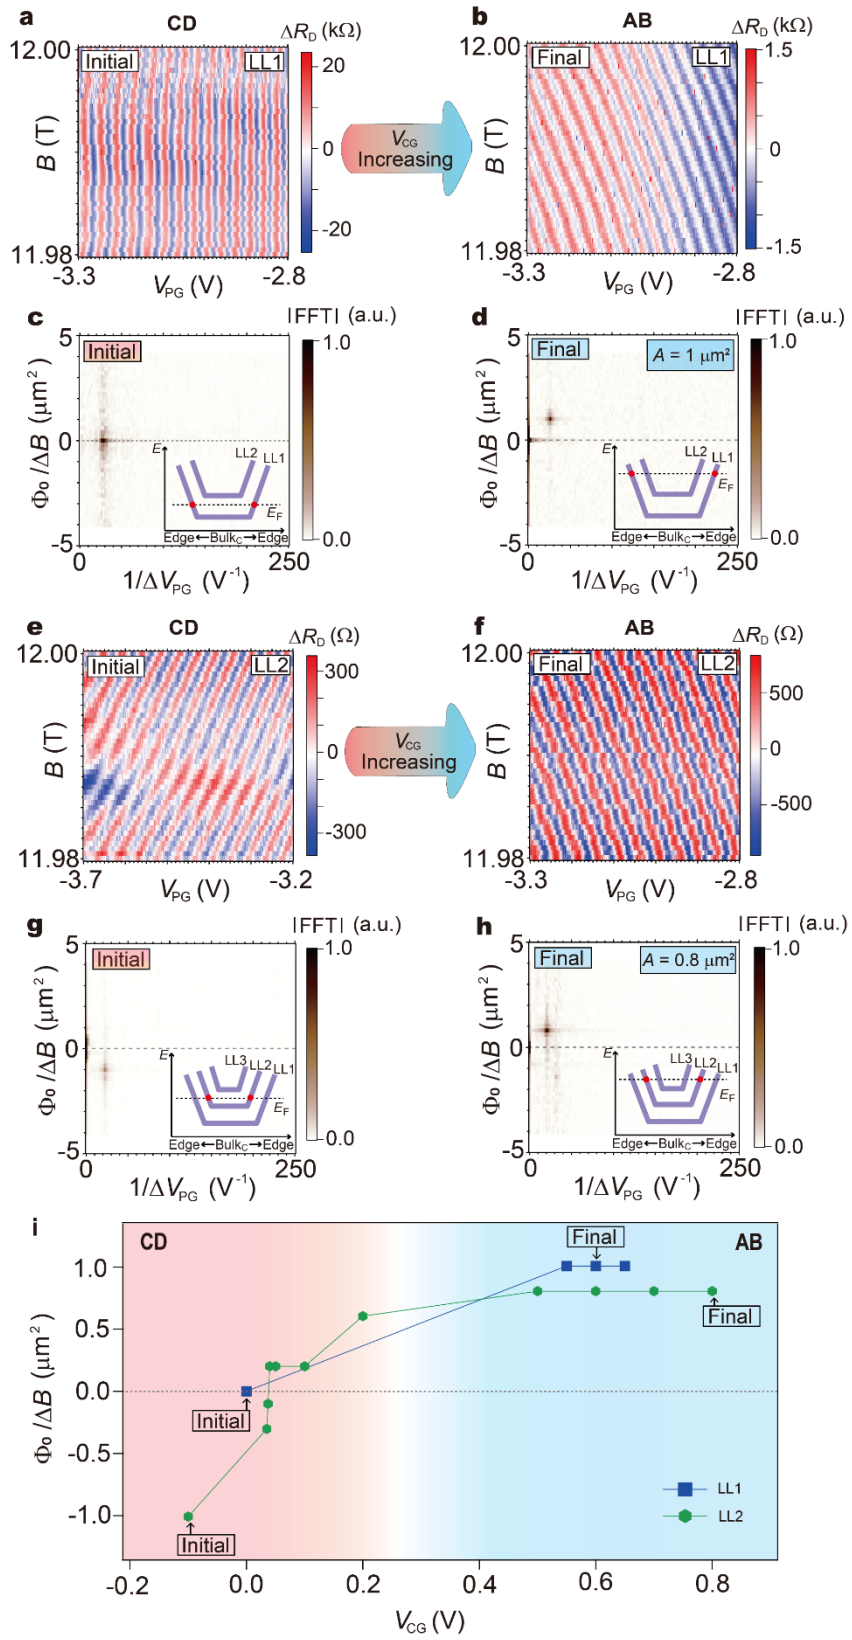 a
CD
ΔR_D (kΩ)
12.00
Initial
LL1
20
0
-20
B (T)
11.98
-3.3
-2.8
V_PG (V)
V_CG
Increasing
b
AB
ΔR_D (kΩ)
12.00
Final
LL1
1.5
0
-1.5
B (T)
11.98
-3.3
-2.8
V_PG (V)
c
|FFT| (a.u.)
5
Initial
1.0
Φ₀/ΔB (μm²)
0
E
LL2
LL1
E_F
Edge←Bulk_C→Edge
0.0
-5
0
250
1/ΔV_PG (V⁻¹)
d
|FFT| (a.u.)
5
Final
A = 1 μm²
1.0
Φ₀/ΔB (μm²)
0
E
LL2
LL1
E_F
Edge←Bulk_C→Edge
0.0
-5
0
250
1/ΔV_PG (V⁻¹)
e
CD
ΔR_D (Ω)
12.00
Initial
LL2
300
0
-300
B (T)
11.98
-3.7
-3.2
V_PG (V)
V_CG
Increasing
f
AB
ΔR_D (Ω)
12.00
Final
LL2
500
0
-500
B (T)
11.98
-3.3
-2.8
V_PG (V)
g
|FFT| (a.u.)
5
Initial
1.0
Φ₀/ΔB (μm²)
0
E
LL3
LL2
LL1
E_F
Edge←Bulk_C→Edge
0.0
-5
0
250
1/ΔV_PG (V⁻¹)
h
|FFT| (a.u.)
5
Final
A = 0.8 μm²
1.0
Φ₀/ΔB (μm²)
0
E
LL3
LL2
LL1
E_F
Edge←Bulk_C→Edge
0.0
-5
0
250
1/ΔV_PG (V⁻¹)
i
CD
Final
AB
1.0
0.5
0.0
-0.5
-1.0
Φ₀/ΔB (μm²)
Final
Initial
Initial
LL1
LL2
-0.2
0.0
0.2
0.4
0.6
0.8
V_CG (V)